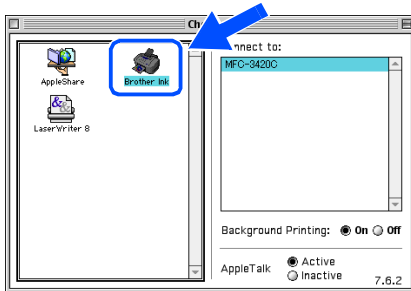 Ch
Connect to:
AppleShare
Brother Ink
MFC-3420C
LaserWriter 8
Background Printing: On Off
AppleTalk
Active
Inactive
7.6.2